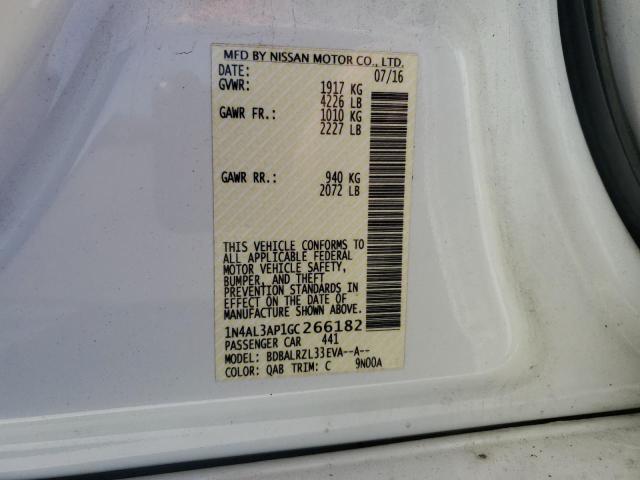 MFD BY NISSAN MOTOR CO., LTD.
DATE: 07/16
GVWR: 1917 KG
4226 LB
GAWR FR.: 1010 KG
2227 LB
GAWR RR.: 940 KG
2072 LB
THIS VEHICLE CONFORMS TO
ALL APPLICABLE FEDERAL
MOTOR VEHICLE SAFETY,
BUMPER, AND THEFT
PREVENTION STANDARDS IN
EFFECT ON THE DATE OF
MANUFACTURE SHOWN ABOVE.
1N4AL3AP1GC266182
PASSENGER CAR 441
MODEL: BDBALRZL33EVA--A--
COLOR: QAB TRIM: C 9N00A